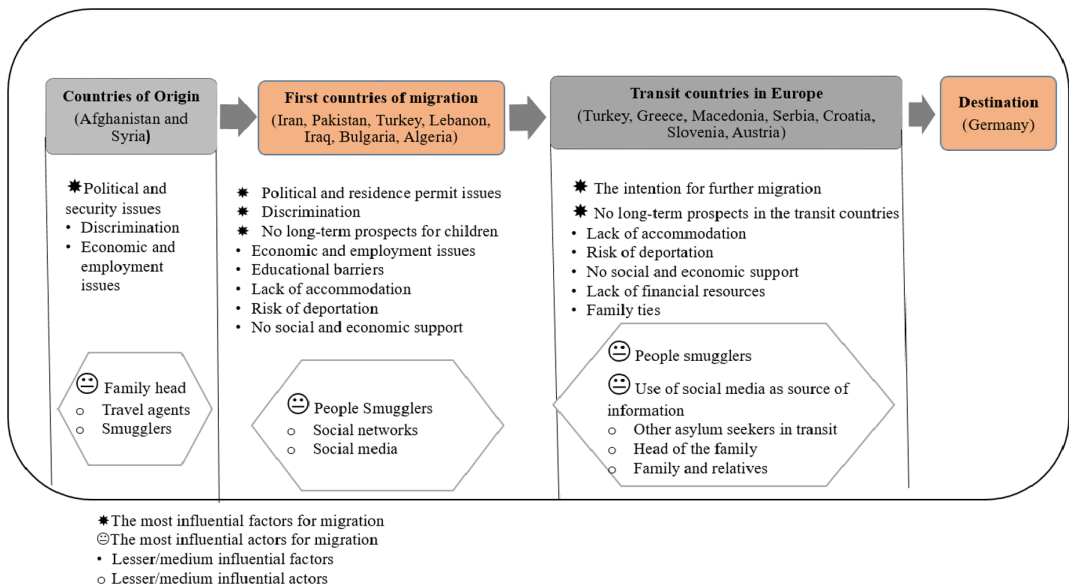 Countries of Origin
(Afghanistan and
Syria)
First countries of migration
(Iran, Pakistan, Turkey, Lebanon,
Iraq, Bulgaria, Algeria)
Transit countries in Europe
(Turkey, Greece, Macedonia, Serbia, Croatia,
Slovenia, Austria)
Destination
(Germany)
✷Political and
security issues
• Discrimination
• Economic and
employment
issues
✷ Political and residence permit issues
✷ Discrimination
✷ No long-term prospects for children
• Economic and employment issues
• Educational barriers
• Lack of accommodation
• Risk of deportation
• No social and economic support
✷ The intention for further migration
✷ No long-term prospects in the transit countries
• Lack of accommodation
• Risk of deportation
• No social and economic support
• Lack of financial resources
• Family ties
😐 Family head
o Travel agents
o Smugglers
😐 People Smugglers
o Social networks
o Social media
😐 People smugglers
😐 Use of social media as source of
information
o Other asylum seekers in transit
o Head of the family
o Family and relatives
✷The most influential factors for migration
😐The most influential actors for migration
• Lesser/medium influential factors
o Lesser/medium influential actors